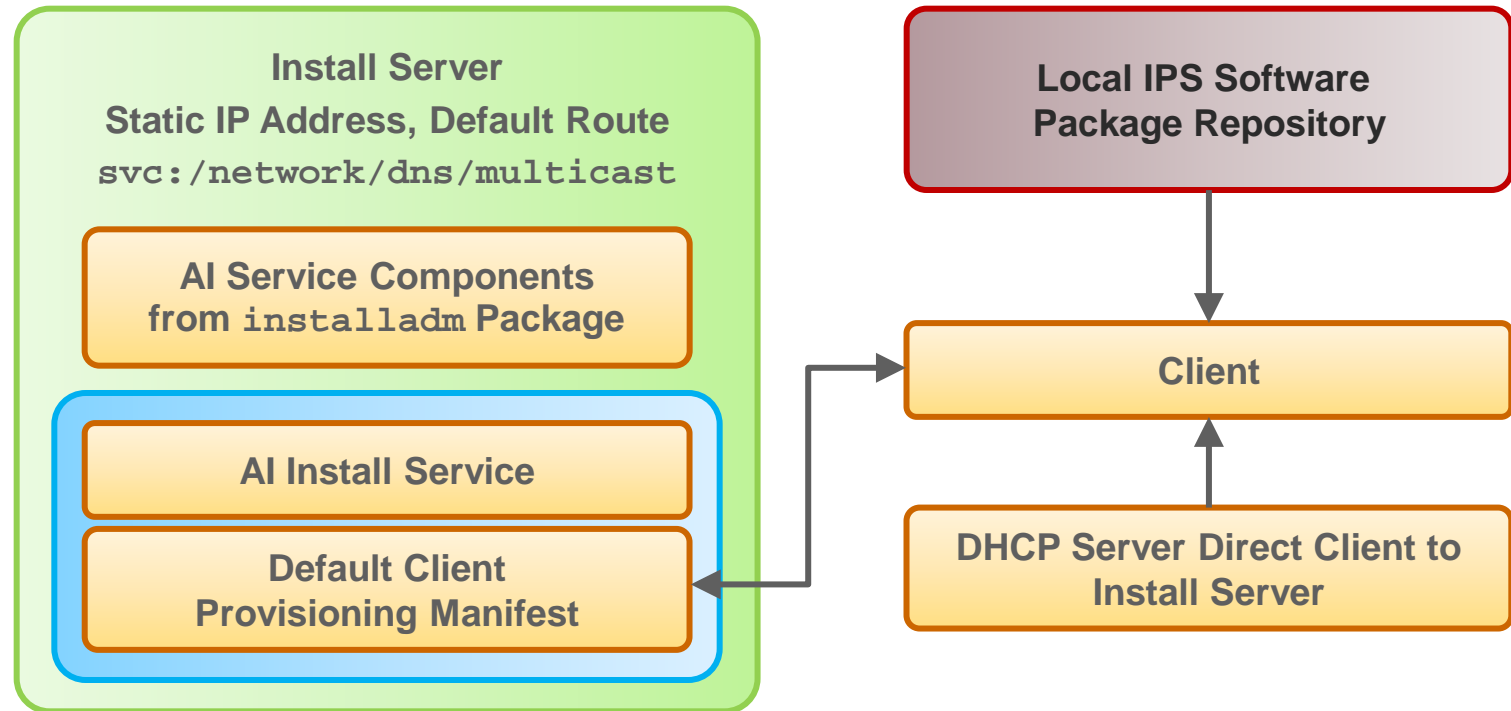 Install Server
Static IP Address, Default Route
svc:/network/dns/multicast
AI Service Components
from installadm Package
AI Install Service
Default Client
Provisioning Manifest
Local IPS Software
Package Repository
Client
DHCP Server Direct Client to
Install Server